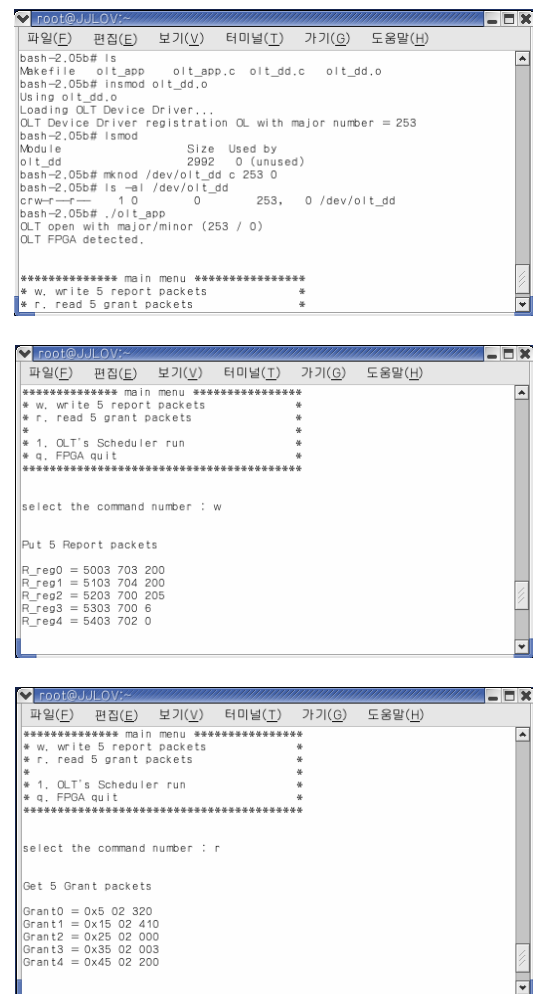 root@JJLOV:~
파일(F) 편집(E) 보기(V) 터미널(T) 가기(G) 도움말(H)
bash-2.05b# ls
Makefile olt_app olt_app.c olt_dd.c olt_dd.o
bash-2.05b# insmod olt_dd.o
Using olt_dd.o
Loading OLT Device Driver...
OLT Device Driver registration OL with major number = 253
bash-2.05b# lsmod
Module Size Used by
olt_dd 2992 0 (unused)
bash-2.05b# mknod /dev/olt_dd c 253 0
bash-2.05b# ls -al /dev/olt_dd
crw-r--r-- 1 0 0 253, 0 /dev/olt_dd
bash-2.05b# ./olt_app
OLT open with major/minor (253 / 0)
OLT FPGA detected.
************** main menu ****************
* w. write 5 report packets *
* r. read 5 grant packets *
root@JJLOV:~
파일(F) 편집(E) 보기(V) 터미널(T) 가기(G) 도움말(H)
************** main menu ****************
* w. write 5 report packets *
* r. read 5 grant packets *
* *
* 1. OLT's Scheduler run *
* q. FPGA quit *
*****************************************
select the command number : w
Put 5 Report packets
R_reg0 = 5003 703 200
R_reg1 = 5103 704 200
R_reg2 = 5203 700 205
R_reg3 = 5303 700 6
R_reg4 = 5403 702 0
root@JJLOV:~
파일(F) 편집(E) 보기(V) 터미널(T) 가기(G) 도움말(H)
************** main menu ****************
* w. write 5 report packets *
* r. read 5 grant packets *
* *
* 1. OLT's Scheduler run *
* q. FPGA quit *
*****************************************
select the command number : r
Get 5 Grant packets
Grant0 = 0x5 02 320
Grant1 = 0x15 02 410
Grant2 = 0x25 02 000
Grant3 = 0x35 02 003
Grant4 = 0x45 02 200